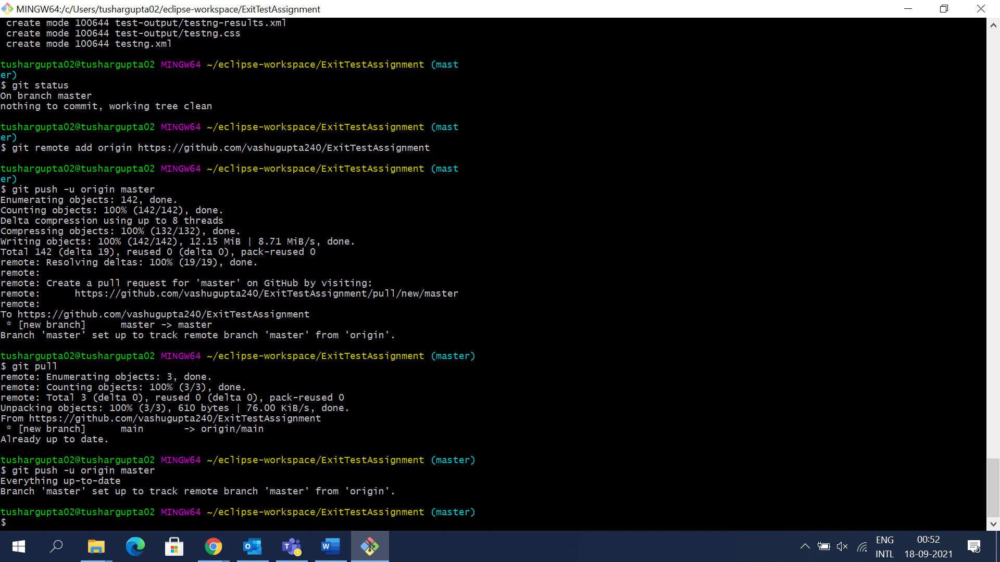 MINGW64:/c/Users/tushargupta02/eclipse-workspace/ExitTestAssignment
create mode 100644 test-output/testng-results.xml
create mode 100644 test-output/testng.css
create mode 100644 testng.xml
tushargupta02@tushargupta02 MINGW64 ~/eclipse-workspace/ExitTestAssignment (mast
er)
$ git status
On branch master
nothing to commit, working tree clean
tushargupta02@tushargupta02 MINGW64 ~/eclipse-workspace/ExitTestAssignment (mast
er)
$ git remote add origin https://github.com/vashugupta240/ExitTestAssignment
tushargupta02@tushargupta02 MINGW64 ~/eclipse-workspace/ExitTestAssignment (mast
er)
$ git push -u origin master
Enumerating objects: 142, done.
Counting objects: 100% (142/142), done.
Delta compression using up to 8 threads
Compressing objects: 100% (132/132), done.
Writing objects: 100% (142/142), 12.15 MiB | 8.71 MiB/s, done.
Total 142 (delta 19), reused 0 (delta 0), pack-reused 0
remote: Resolving deltas: 100% (19/19), done.
remote:
remote: Create a pull request for 'master' on GitHub by visiting:
remote:      https://github.com/vashugupta240/ExitTestAssignment/pull/new/master
remote:
To https://github.com/vashugupta240/ExitTestAssignment
* [new branch]      master -> master
Branch 'master' set up to track remote branch 'master' from 'origin'.
tushargupta02@tushargupta02 MINGW64 ~/eclipse-workspace/ExitTestAssignment (master)
$ git pull
remote: Enumerating objects: 3, done.
remote: Counting objects: 100% (3/3), done.
remote: Total 3 (delta 0), reused 0 (delta 0), pack-reused 0
Unpacking objects: 100% (3/3), 610 bytes | 76.00 KiB/s, done.
From https://github.com/vashugupta240/ExitTestAssignment
* [new branch]      main       -> origin/main
Already up to date.
tushargupta02@tushargupta02 MINGW64 ~/eclipse-workspace/ExitTestAssignment (master)
$ git push -u origin master
Everything up-to-date
Branch 'master' set up to track remote branch 'master' from 'origin'.
tushargupta02@tushargupta02 MINGW64 ~/eclipse-workspace/ExitTestAssignment (master)
$
ENG 00:52
INTL 18-09-2021